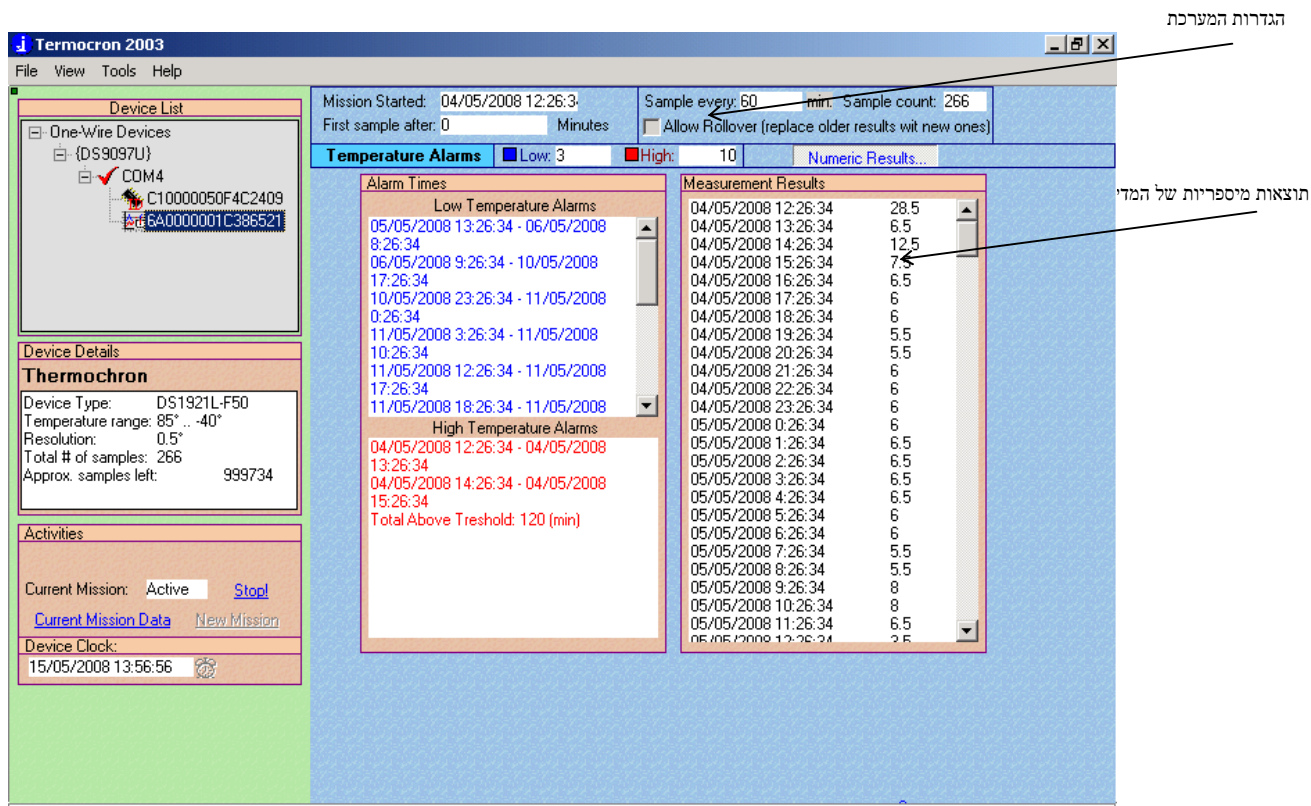 הגדרות המערכת
Termocron 2003
File View Tools Help
Device List
One-Wire Devices
{DS9097U}
COM4
C10000050F4C2409
6A0000001C386521
Device Details
Thermochron
Device Type: DS1921L-F50
Temperature range: 85° .. -40°
Resolution: 0.5°
Total # of samples: 266
Approx. samples left: 999734
Activities
Current Mission: Active Stop!
Current Mission Data New Mission
Device Clock:
15/05/2008 13:56:56
Mission Started: 04/05/2008 12:26:3
First sample after: 0 Minutes
Sample every: 60 min. Sample count: 266
Allow Rollover (replace older results wit new ones)
Temperature Alarms Low: 3 High: 10 Numeric Results...
Alarm Times
Low Temperature Alarms
05/05/2008 13:26:34 - 06/05/2008
8:26:34
06/05/2008 9:26:34 - 10/05/2008
17:26:34
10/05/2008 23:26:34 - 11/05/2008
0:26:34
11/05/2008 3:26:34 - 11/05/2008
10:26:34
11/05/2008 12:26:34 - 11/05/2008
17:26:34
11/05/2008 18:26:34 - 11/05/2008
High Temperature Alarms
04/05/2008 12:26:34 - 04/05/2008
13:26:34
04/05/2008 14:26:34 - 04/05/2008
15:26:34
Total Above Treshold: 120 (min)
Measurement Results
04/05/2008 12:26:34 28.5
04/05/2008 13:26:34 6.5
04/05/2008 14:26:34 12.5
04/05/2008 15:26:34 7.5
04/05/2008 16:26:34 6.5
04/05/2008 17:26:34 6
04/05/2008 18:26:34 6
04/05/2008 19:26:34 5.5
04/05/2008 20:26:34 5.5
04/05/2008 21:26:34 6
04/05/2008 22:26:34 6
04/05/2008 23:26:34 6
05/05/2008 0:26:34 6
05/05/2008 1:26:34 6.5
05/05/2008 2:26:34 6.5
05/05/2008 3:26:34 6.5
05/05/2008 4:26:34 6.5
05/05/2008 5:26:34 6
05/05/2008 6:26:34 6
05/05/2008 7:26:34 5.5
05/05/2008 8:26:34 5.5
05/05/2008 9:26:34 8
05/05/2008 10:26:34 8
05/05/2008 11:26:34 6.5
05/05/2008 12:26:34 3.5
תוצאות מיספריות של המדי